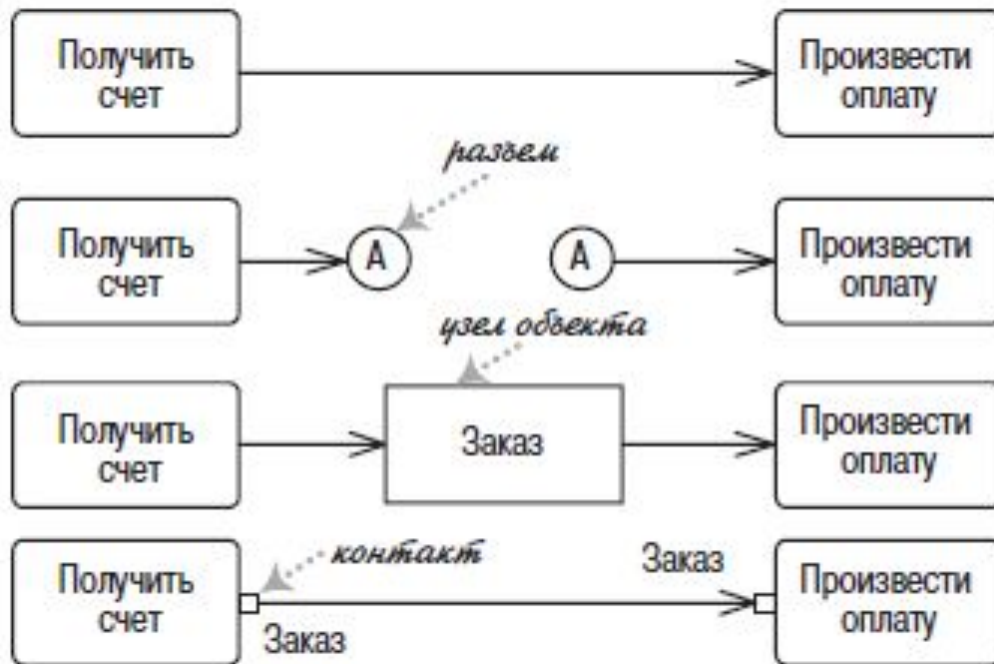 Получить
счет
Произвести
оплату
разъем
Получить
счет
А
А
Произвести
оплату
узел объекта
Получить
счет
Заказ
Произвести
оплату
контакт
Получить
счет
Заказ
Заказ
Произвести
оплату